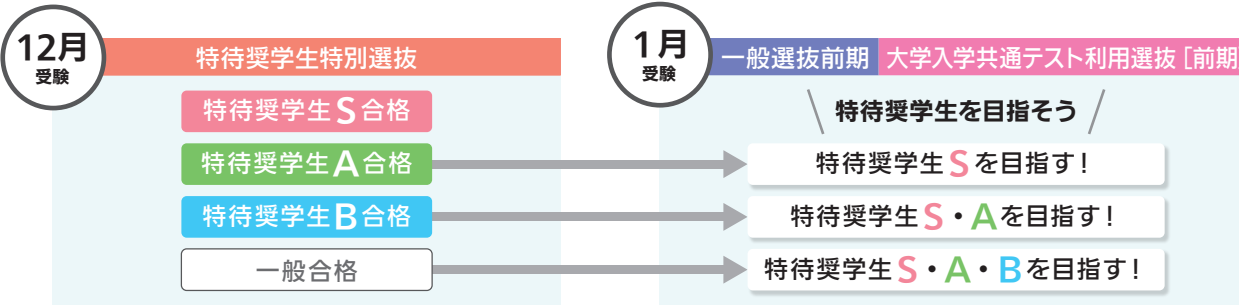 12月
受験
特待奨学生特別選抜
特待奨学生S合格
特待奨学生A合格
特待奨学生B合格
一般合格
1月
受験
一般選抜前期
大学入学共通テスト利用選抜[前期
特待奨学生を目指そう
特待奨学生Sを目指す!
特待奨学生S・Aを目指す!
特待奨学生S・A・Bを目指す!